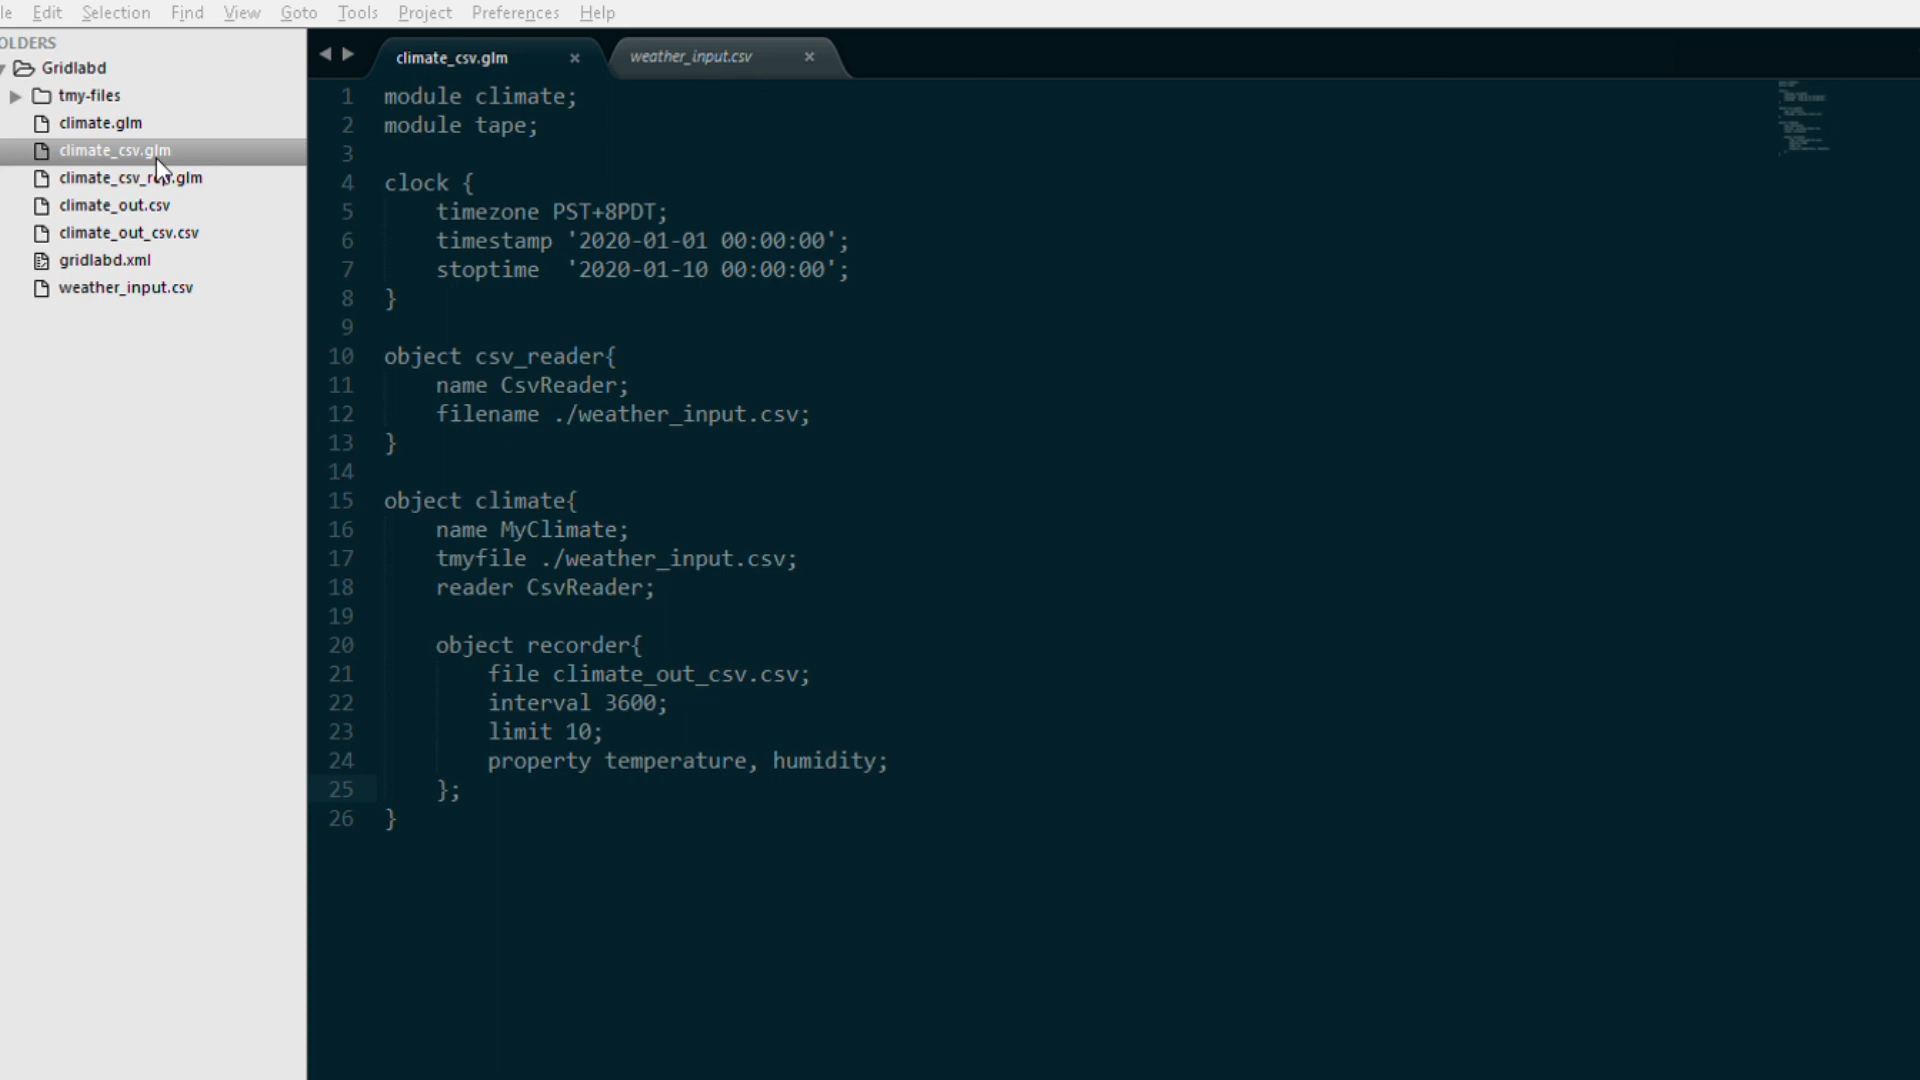 le Edit Selection Find View Goto Tools Project Preferences Help
OLDERS
Gridlabd
tmy-files
climate.glm
climate_csv.glm
.glm
climate_out.csv
climate_out_csv.csv
gridlabd.xml
weather_input.csv
climate_csv.glm × weather_input.csv ×
1 module climate;
2 module tape;
3
4 clock {
5 timezone PST+8PDT;
6 timestamp '2020-01-01 00:00:00';
7 stoptime '2020-01-10 00:00:00';
8 }
9
10 object csv_reader{
11 name CsvReader;
12 filename ./weather_input.csv;
13 }
14
15 object climate{
16 name MyClimate;
17 tmyfile ./weather_input.csv;
18 reader CsvReader;
19
20 object recorder{
21 file climate_out_csv.csv;
22 interval 3600;
23 limit 10;
24 property temperature, humidity;
25 };
26 }